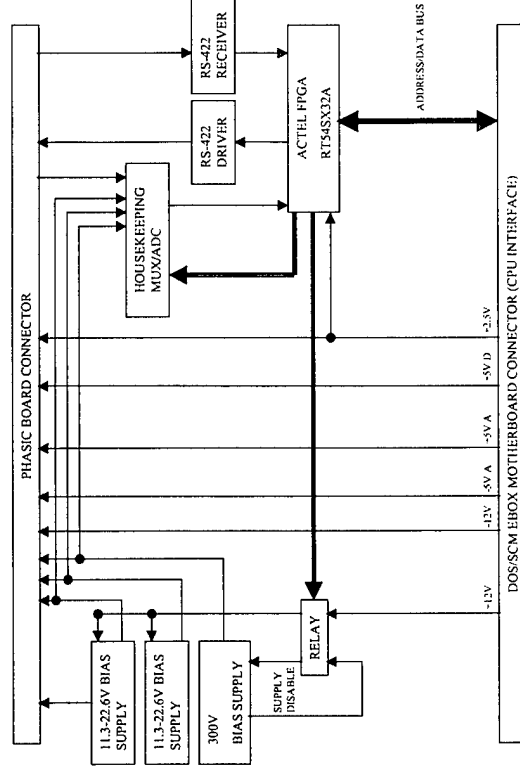 PHASIC BOARD CONNECTOR
11.3-22.6V BIAS
SUPPLY
11.3-22.6V BIAS
SUPPLY
300V
BIAS SUPPLY
SUPPLY
DISABLE
RELAY
HOUSEKEEPING
MUX/ADC
RS-422
DRIVER
RS-422
RECEIVER
ACTEL FPGA
RT54SX32A
ADDRESS/DATA BUS
+12V
-12V
-5V A
+5V A
+5V D
+2.5V
DOS/SCM EBOX MOTHERBOARD CONNECTOR (CPU INTERFACE)